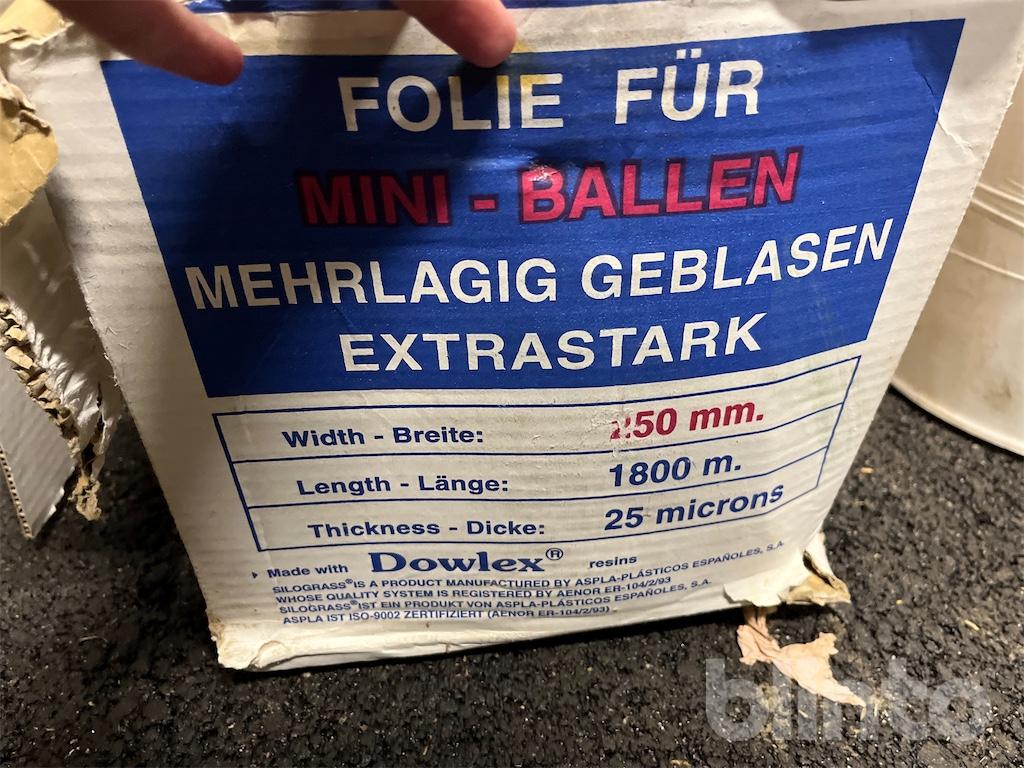 FOLIE FÜR
MINI - BALLEN
MEHRLAGIG GEBLASEN
EXTRASTARK
Width - Breite: 250 mm.
Length - Länge: 1800 m.
Thickness - Dicke: 25 microns
Made with Dowlex® resins
SILOGRASS® IS A PRODUCT MANUFACTURED BY ASPLA-PLÁSTICOS ESPAÑOLES, S.A.
WHOSE QUALITY SYSTEM IS REGISTERED BY AENOR ER-104/2/93
SILOGRASS® IST EIN PRODUKT VON ASPLA-PLÁSTICOS ESPAÑOLES, S.A.
ASPLA IST ISO-9002 ZERTIFIZIERT (AENOR ER-104/2/93)
blinto